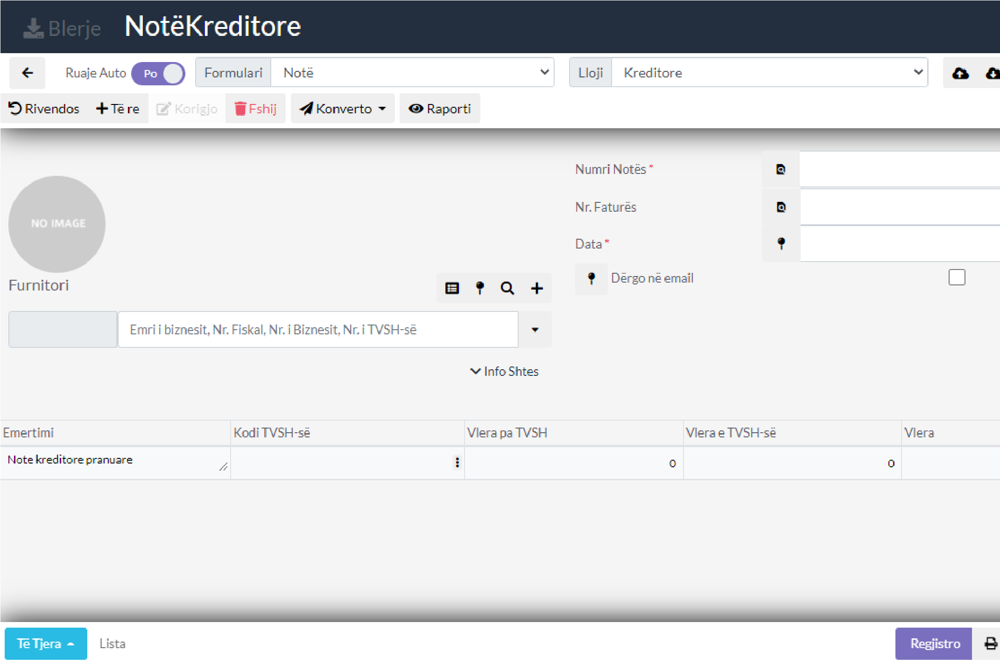 Blerje NotëKreditore
Ruaje Auto Po Formulari Notë Lloji Kreditore
Rivendos Të re Korigjo Fshij Konverto Raporti
Numri Notës *
NO IMAGE
Nr. Faturës
Data *
Dërgo në email
Furnitori
Emri i biznesit, Nr. Fiskal, Nr. i Biznesit, Nr. i TVSH-së
Info Shtes
Emertimi Kodi TVSH-së Vlera pa TVSH Vlera e TVSH-së Vlera
Note kreditore pranuare 0 0
Të Tjera Lista Regjistro